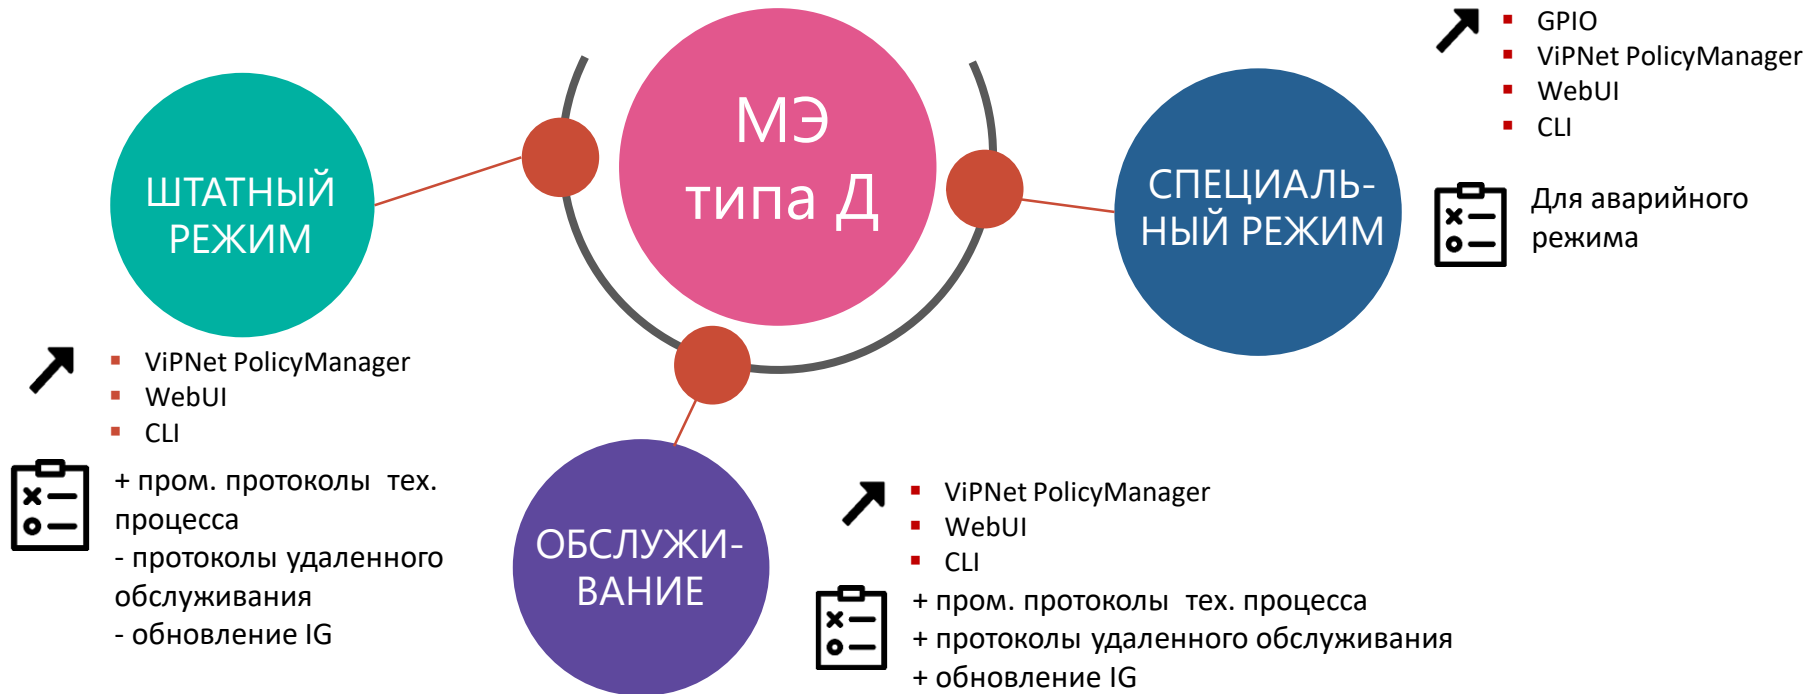 МЭ
типа Д
ШТАТНЫЙ
РЕЖИМ
ViPNet PolicyManager
WebUI
CLI
+ пром. протоколы тех.
процесса
- протоколы удаленного
обслуживания
- обновление IG
ОБСЛУЖИ-
ВАНИЕ
ViPNet PolicyManager
WebUI
CLI
+ пром. протоколы тех. процесса
+ протоколы удаленного обслуживания
+ обновление IG
СПЕЦИАЛЬ-
НЫЙ РЕЖИМ
GPIO
ViPNet PolicyManager
WebUI
CLI
Для аварийного
режима